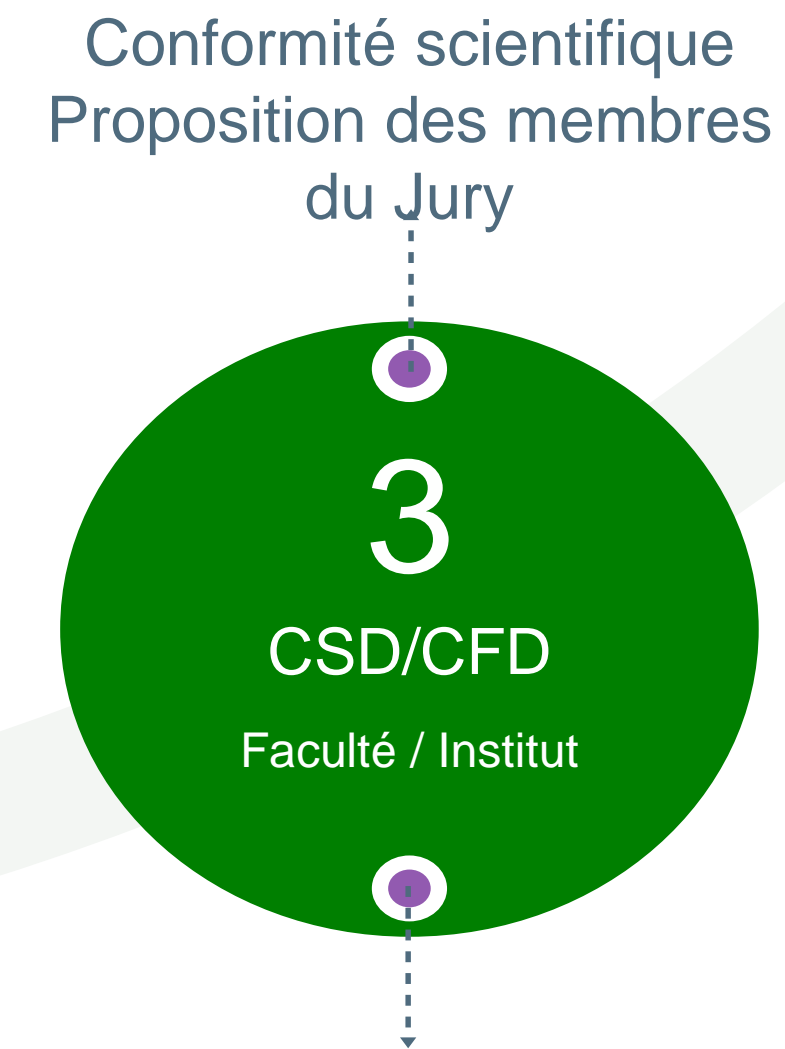 Conformité scientifique
Proposition des membres
du Jury
3
CSD/CFD
Faculté / Institut